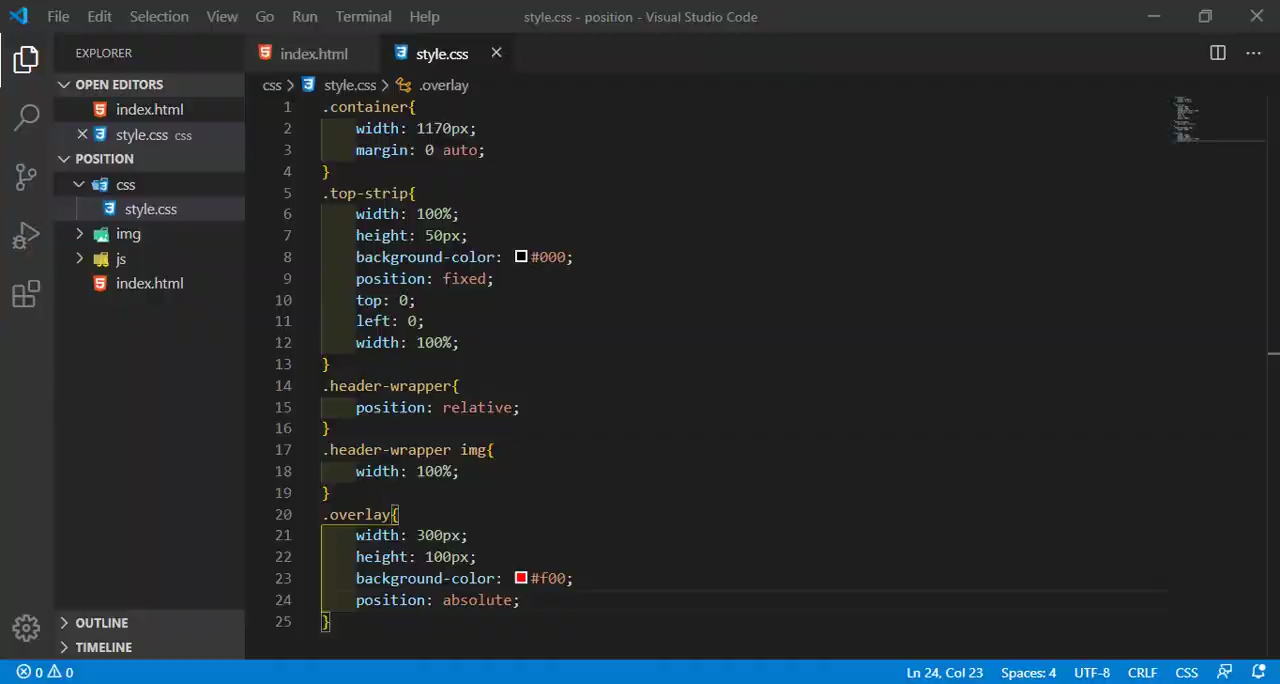 File Edit Selection View Go Run Terminal Help
style.css - position - Visual Studio Code
EXPLORER
OPEN EDITORS
index.html
style.css css
POSITION
css
style.css
img
js
index.html
OUTLINE
TIMELINE
index.html
style.css
css > style.css > .overlay
1 .container{
2 width: 1170px;
3 margin: 0 auto;
4 }
5 .top-strip{
6 width: 100%;
7 height: 50px;
8 background-color: #000;
9 position: fixed;
10 top: 0;
11 left: 0;
12 width: 100%;
13 }
14 .header-wrapper{
15 position: relative;
16 }
17 .header-wrapper img{
18 width: 100%;
19 }
20 .overlay{
21 width: 300px;
22 height: 100px;
23 background-color: #f00;
24 position: absolute;
25 }
0 0
Ln 24, Col 23 Spaces: 4 UTF-8 CRLF CSS